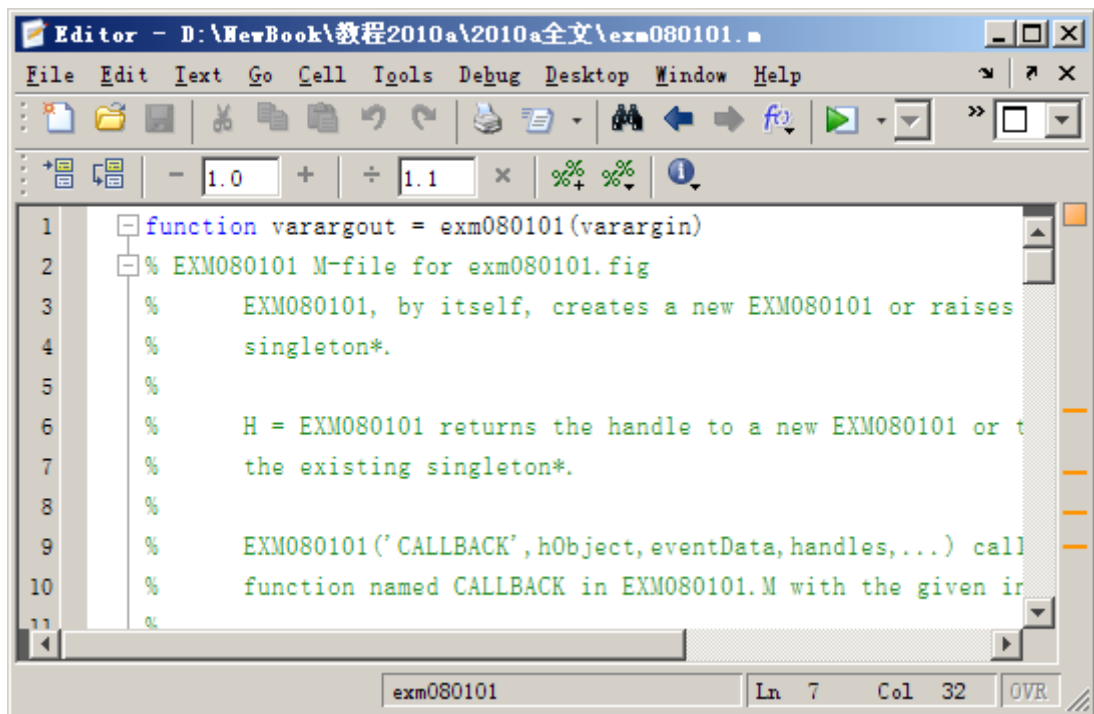 Editor - D:\NewBook\教程2010a\2010a全文\exm080101.m
File Edit Text Go Cell Tools Debug Desktop Window Help
1.0 1.1
1 function varargout = exm080101(varargin)
2 % EXM080101 M-file for exm080101.fig
3 % EXM080101, by itself, creates a new EXM080101 or raises
4 % singleton*.
5 %
6 % H = EXM080101 returns the handle to a new EXM080101 or t
7 % the existing singleton*.
8 %
9 % EXM080101('CALLBACK',hObject,eventData,handles,...) call
10 % function named CALLBACK in EXM080101.M with the given in
11 %
exm080101 Ln 7 Col 32 OVR